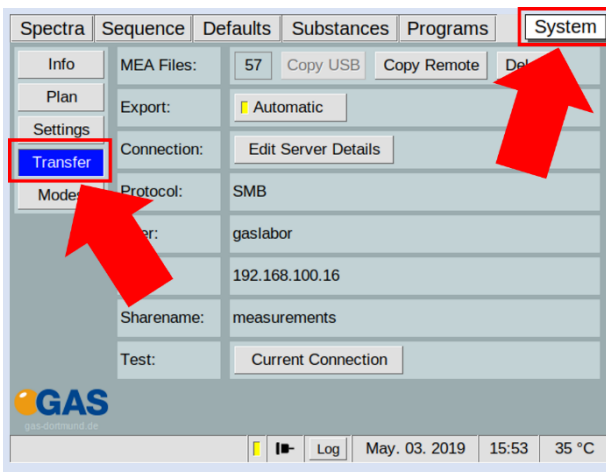 Spectra Sequence Defaults Substances Programs System
Info MEA Files: 57 Copy USB Copy Remote
Plan Export: Automatic
Settings
Transfer Connection: Edit Server Details
Protocol: SMB
gaslabor
192.168.100.16
Sharename: measurements
Test: Current Connection
GAS
gas-dortmund.de
Log May. 03. 2019 15:53 35 °C